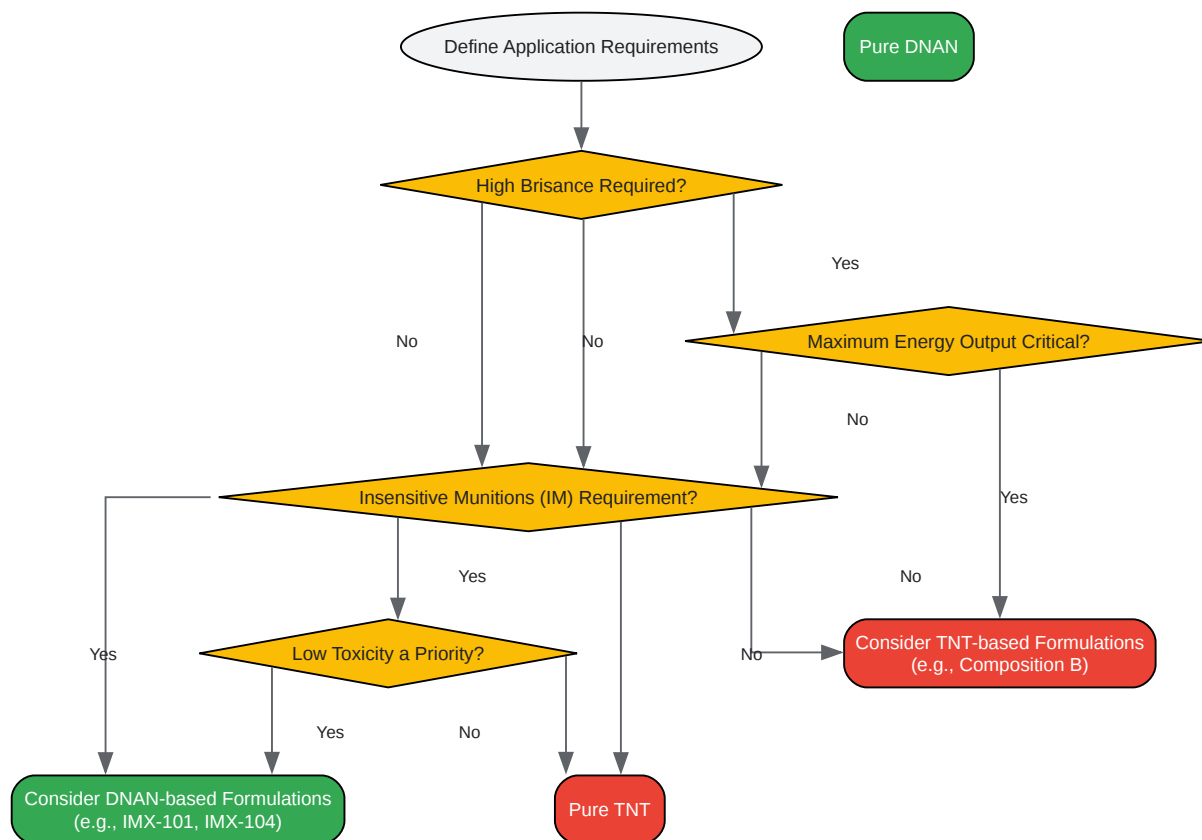 Define Application Requirements
Pure DNAN
High Brisance Required?
Yes
No
No
Maximum Energy Output Critical?
No
Insensitive Munitions (IM) Requirement?
Yes
Yes
No
Consider TNT-based Formulations
(e.g., Composition B)
Yes
Low Toxicity a Priority?
No
Yes
No
Consider DNAN-based Formulations
(e.g., IMX-101, IMX-104)
Pure TNT